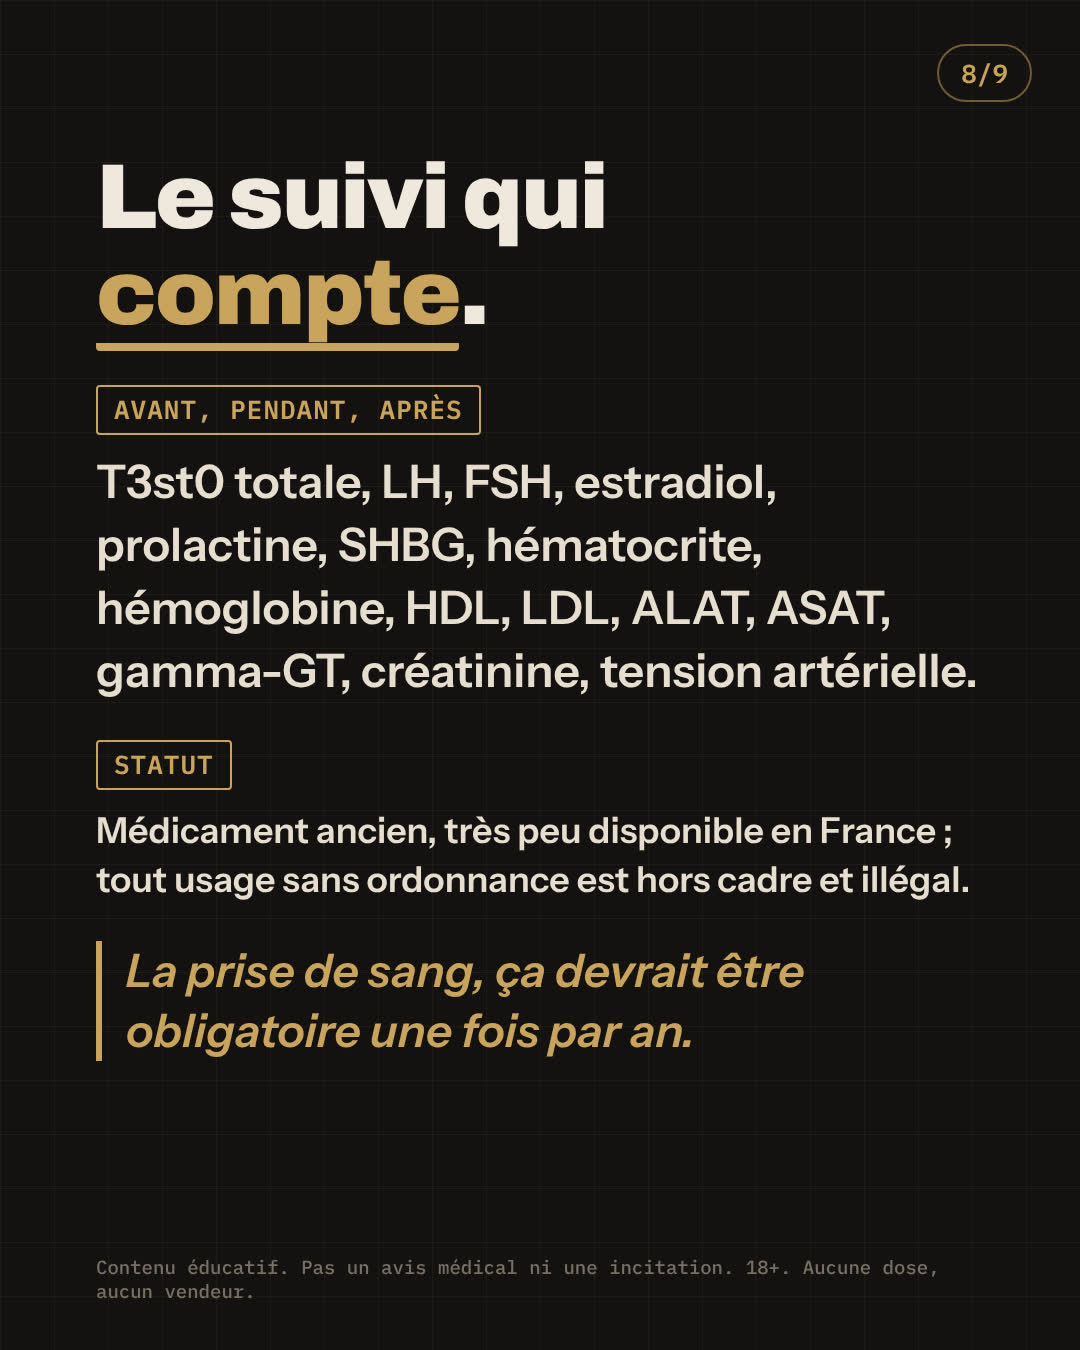 8/9
Le suivi qui
compte.
AVANT, PENDANT, APRÈS
T3st0 totale, LH, FSH, estradiol,
prolactine, SHBG, hématocrite,
hémoglobine, HDL, LDL, ALAT, ASAT,
gamma-GT, créatinine, tension artérielle.
STATUT
Médicament ancien, très peu disponible en France ;
tout usage sans ordonnance est hors cadre et illégal.
La prise de sang, ça devrait être
obligatoire une fois par an.
Contenu éducatif. Pas un avis médical ni une incitation. 18+. Aucune dose,
aucun vendeur.